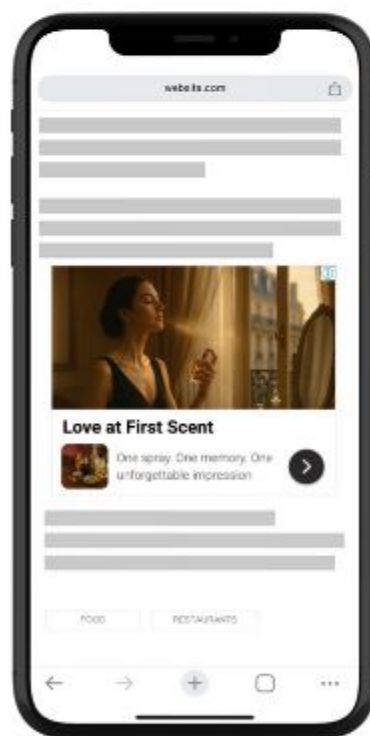 website.com
Love at First Scent
One spray. One memory. One
unforgettable impression
FOOD
RESTAURANTS